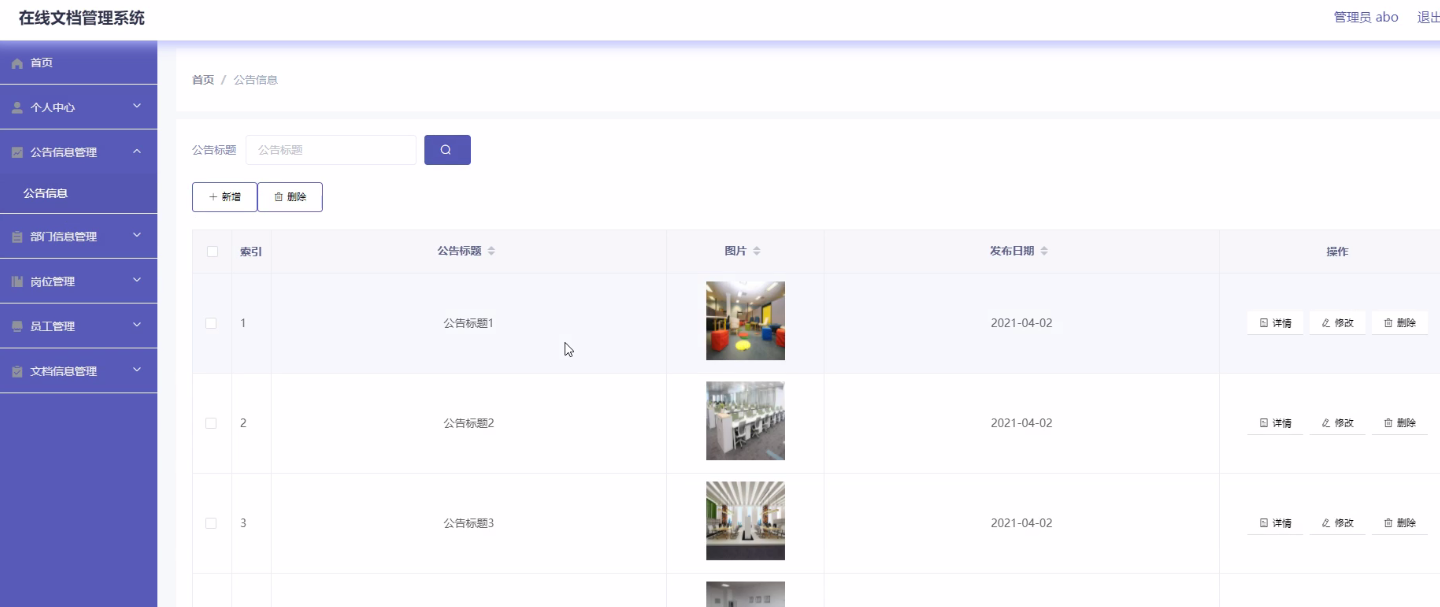 在线文档管理系统
管理员 abo 退出
首页
个人中心
公告信息管理
公告信息
部门信息管理
岗位管理
员工管理
文档信息管理
首页 / 公告信息
公告标题 公告标题
新增 删除
索引 公告标题 图片 发布日期 操作
1 公告标题1 2021-04-02 详情 修改 删除
2 公告标题2 2021-04-02 详情 修改 删除
3 公告标题3 2021-04-02 详情 修改 删除